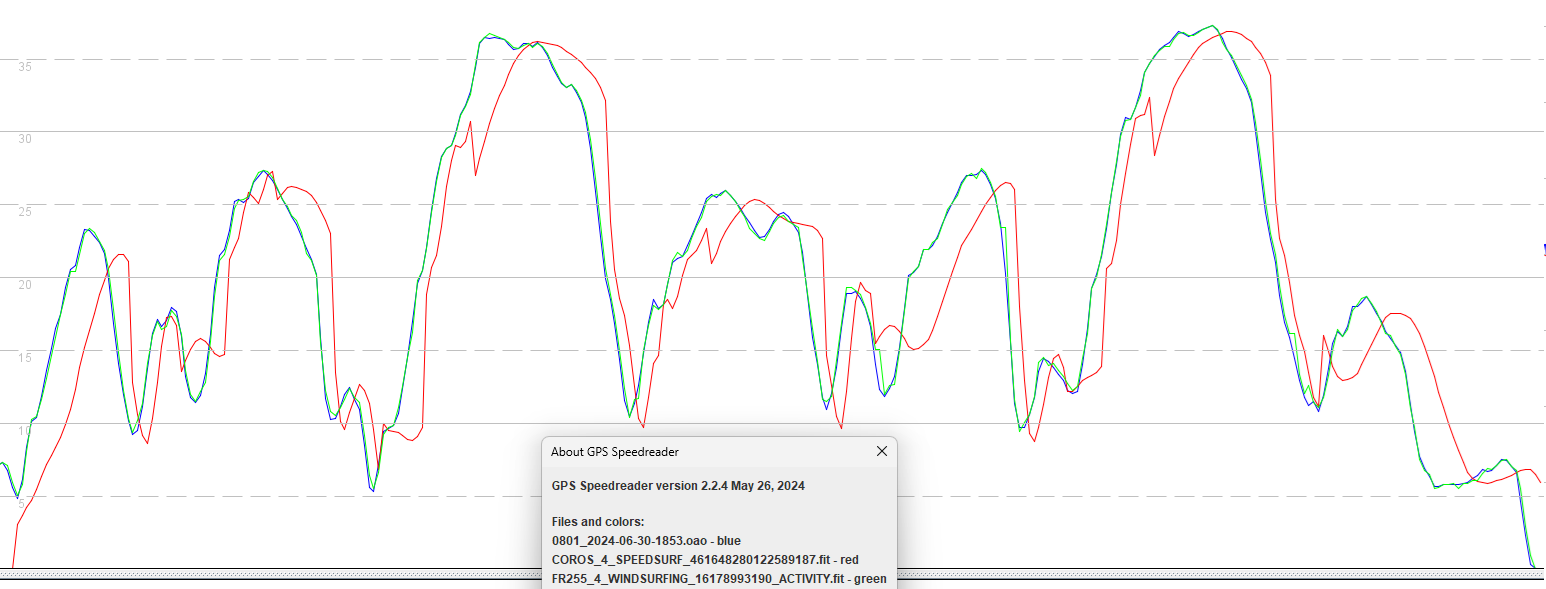 35
30
25
20
15
10
5
About GPS Speedreader
GPS Speedreader version 2.2.4 May 26, 2024
Files and colors:
0801_2024-06-30-1853.oao - blue
COROS_4_SPEEDSURF_461648280122589187.fit - red
FR255_4_WINDSURFING_16178993190_ACTIVITY.fit - green